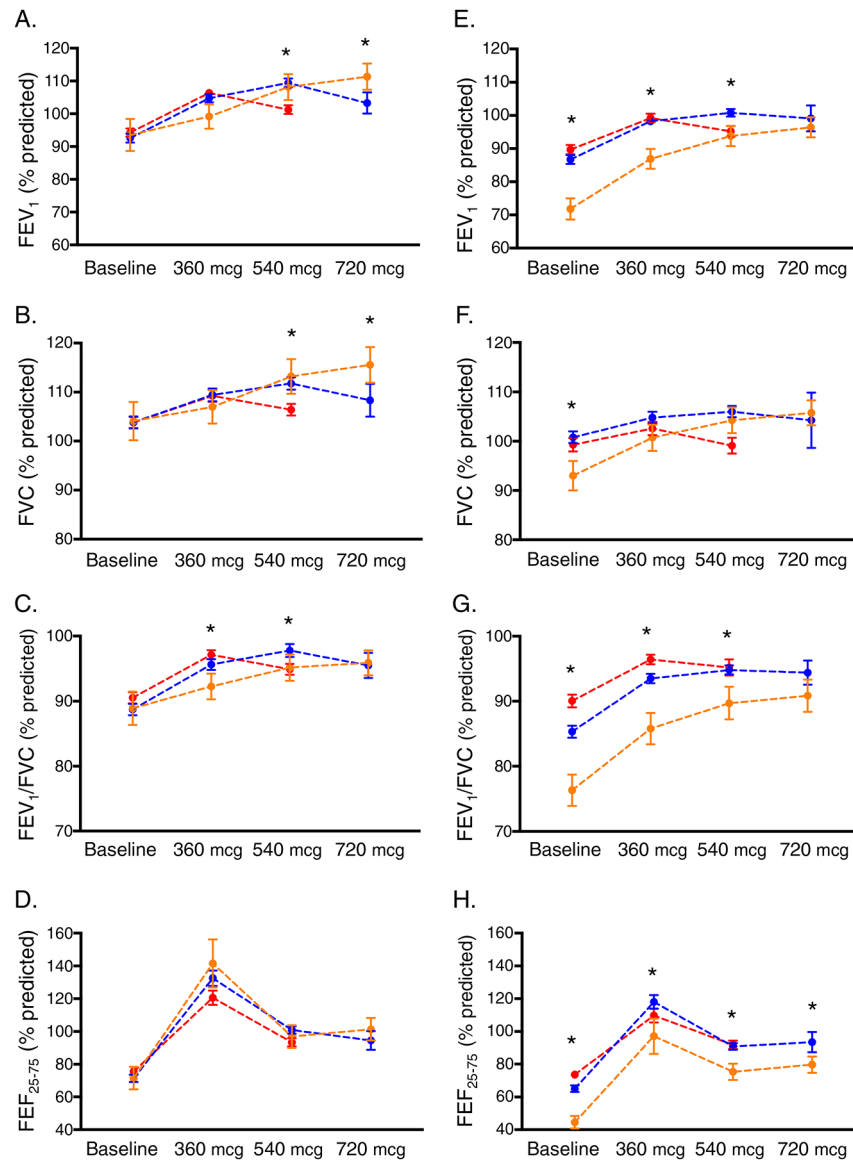 A.
*
*
120
110
100
90
80
70
60
FEV1 (% predicted)
Baseline 360 mcg 540 mcg 720 mcg
B.
*
*
120
110
100
90
80
FVC (% predicted)
Baseline 360 mcg 540 mcg 720 mcg
C.
*
*
100
90
80
70
FEV1/FVC (% predicted)
Baseline 360 mcg 540 mcg 720 mcg
D.
160
140
120
100
80
60
40
FEF25-75 (% predicted)
Baseline 360 mcg 540 mcg 720 mcg
E.
*
*
*
120
110
100
90
80
70
60
FEV1 (% predicted)
Baseline 360 mcg 540 mcg 720 mcg
F.
*
120
110
100
90
80
FVC (% predicted)
Baseline 360 mcg 540 mcg 720 mcg
G.
*
*
*
100
90
80
70
FEV1/FVC (% predicted)
Baseline 360 mcg 540 mcg 720 mcg
H.
*
*
*
*
160
140
120
100
80
60
40
FEF25-75 (% predicted)
Baseline 360 mcg 540 mcg 720 mcg